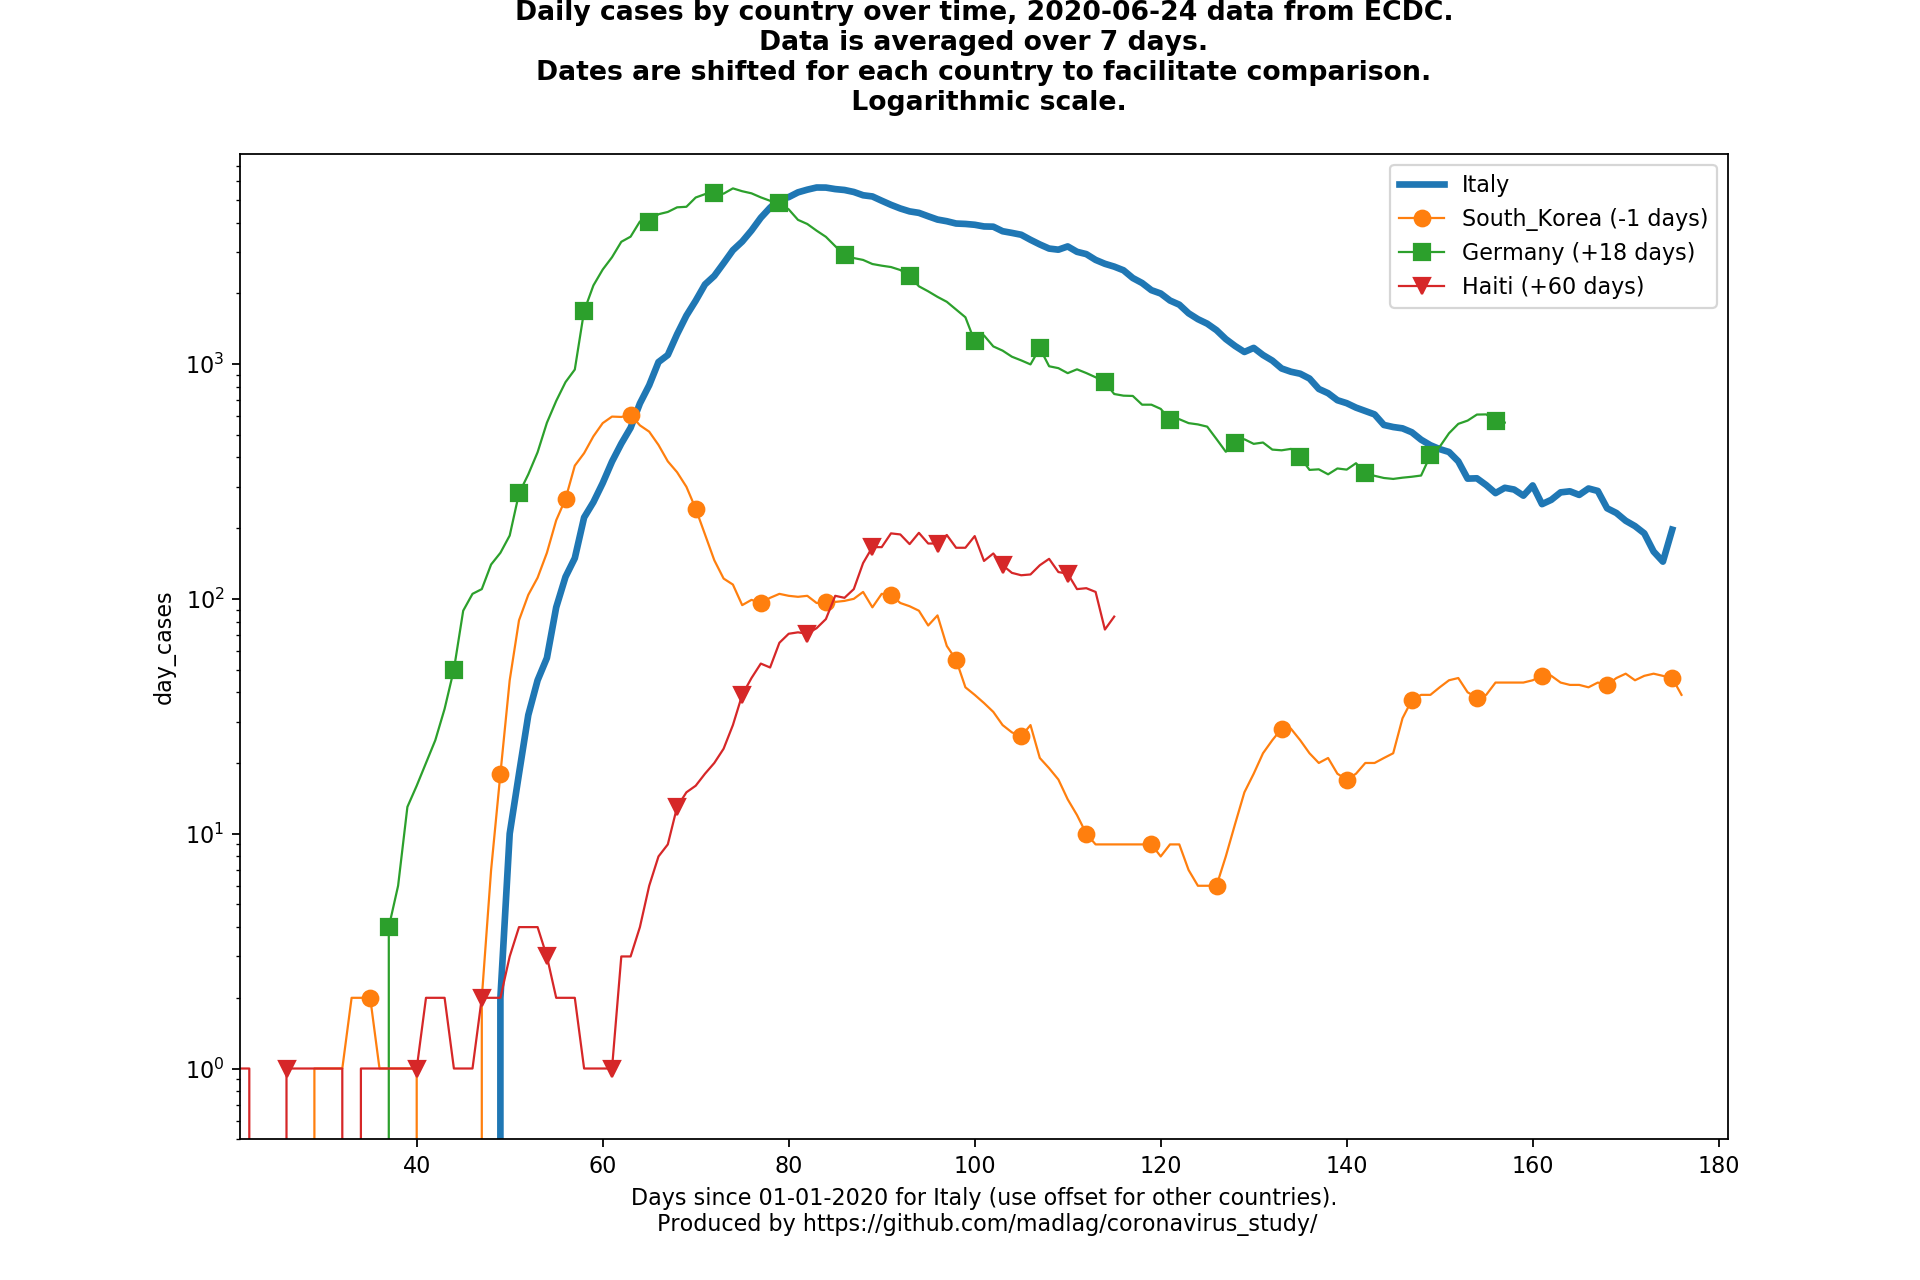 Daily cases by country over time, 2020-06-24 data from ECDC.
Data is averaged over 7 days.
Dates are shifted for each country to facilitate comparison.
Logarithmic scale.
Italy
South_Korea (-1 days)
Germany (+18 days)
Haiti (+60 days)
day_cases
10³
10²
10¹
10⁰
40 60 80 100 120 140 160 180
Days since 01-01-2020 for Italy (use offset for other countries).
Produced by https://github.com/madlag/coronavirus_study/